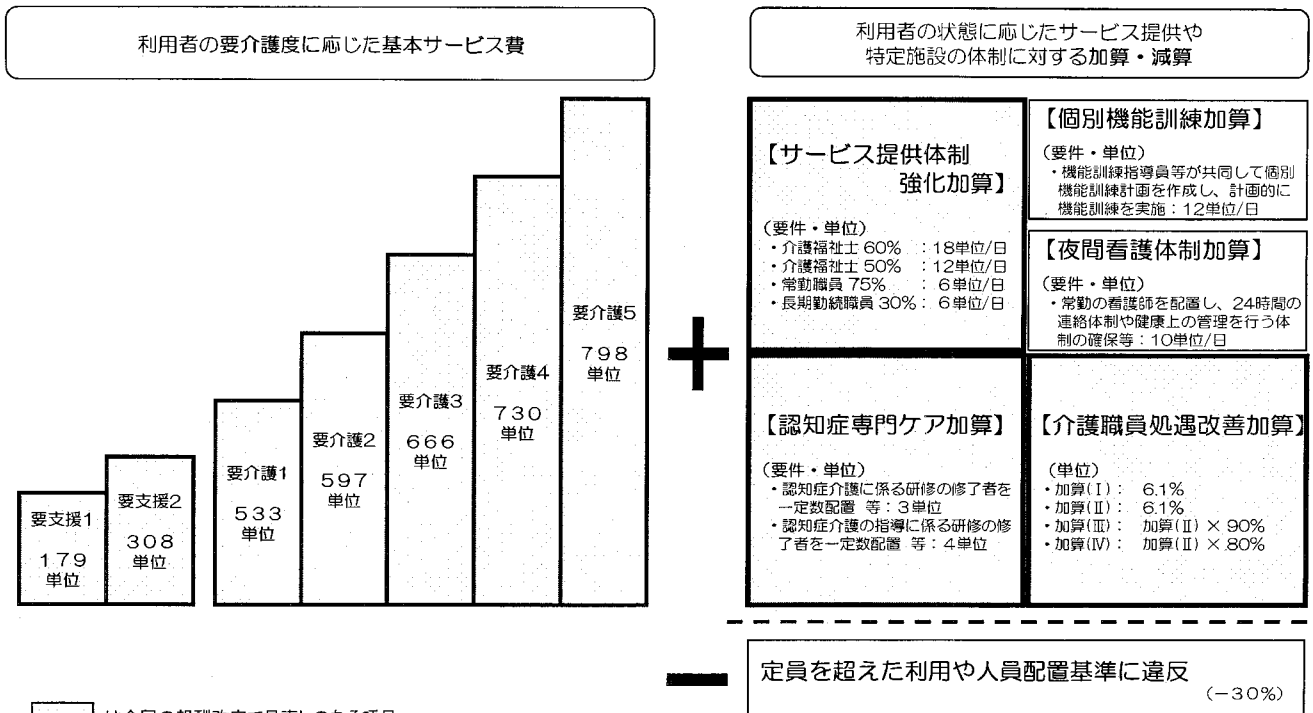 利用者の要介護度に応じた基本サービス費
利用者の状態に応じたサービス提供や
特定施設の体制に対する加算・減算
要支援1
179
単位
要支援2
308
単位
要介護1
533
単位
要介護2
597
単位
要介護3
666
単位
要介護4
730
単位
要介護5
798
単位
+
【サービス提供体制
強化加算】
(要件・単位)
・介護福祉士 60% :18単位/日
・介護福祉士 50% :12単位/日
・常勤職員 75% : 6単位/日
・長期勤続職員 30%: 6単位/日
【個別機能訓練加算】
(要件・単位)
・機能訓練指導員等が共同して個別
機能訓練計画を作成し、計画的に
機能訓練を実施:12単位/日
【夜間看護体制加算】
(要件・単位)
・常勤の看護師を配置し、24時間の
連絡体制や健康上の管理を行う体
制の確保等:10単位/日
【認知症専門ケア加算】
(要件・単位)
・認知症介護に係る研修の修了者を
一定数配置 等:3単位
・認知症介護の指導に係る研修の修
了者を一定数配置 等:4単位
【介護職員処遇改善加算】
(単位)
・加算(Ⅰ): 6.1%
・加算(Ⅱ): 6.1%
・加算(Ⅲ): 加算(Ⅱ)×90%
・加算(Ⅳ): 加算(Ⅱ)×80%
定員を超えた利用や人員配置基準に違反
(-30%)